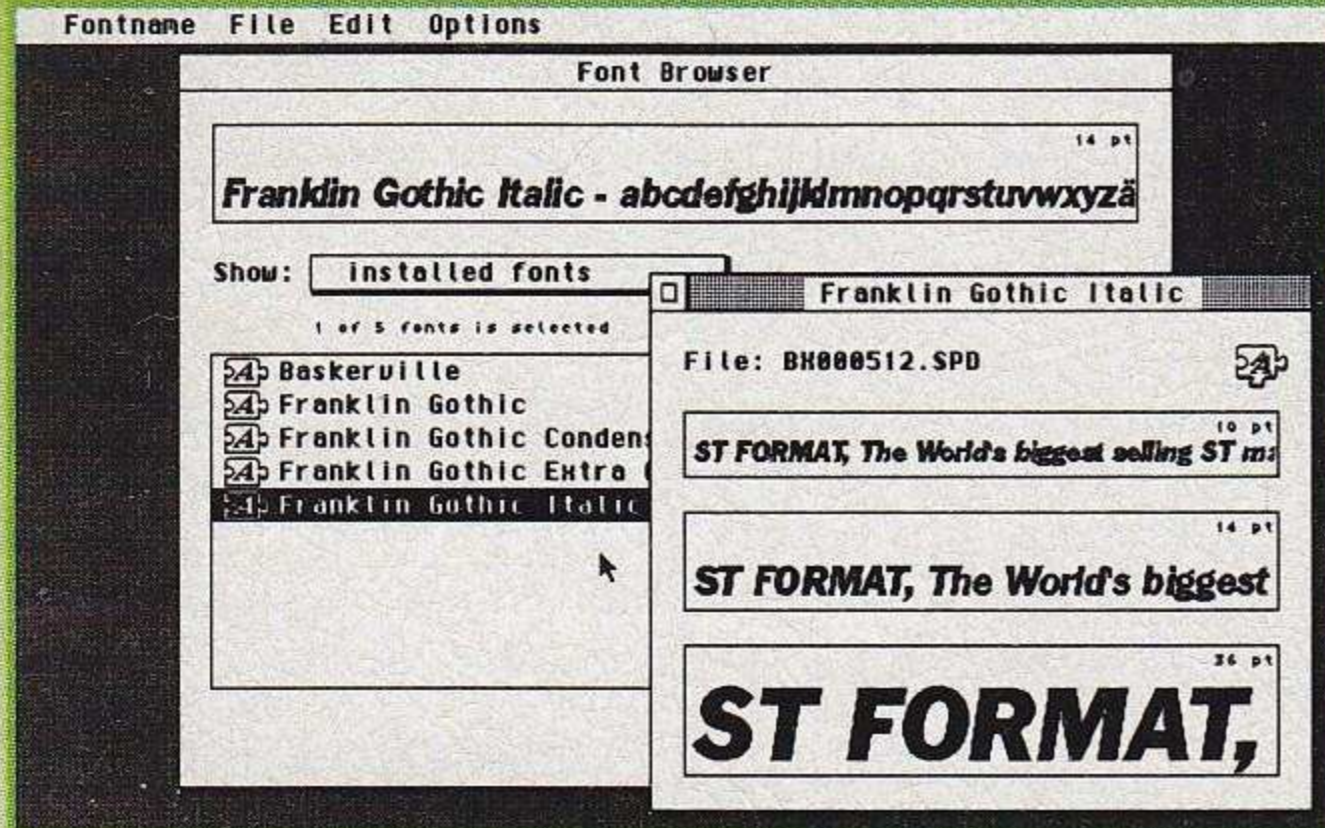 Fontname File Edit Options
Font Browser
14 pt
Franklin Gothic Italic - abcdefghijklmnopqrstuvwxyzä
Show: installed fonts
1 of 5 fonts is selected
Baskerville
Franklin Gothic
Franklin Gothic Condens
Franklin Gothic Extra
Franklin Gothic Italic
Franklin Gothic Italic
File: BX000512.SPD
10 pt
ST FORMAT, The World's biggest selling ST ma
14 pt
ST FORMAT, The World's biggest
36 pt
ST FORMAT,